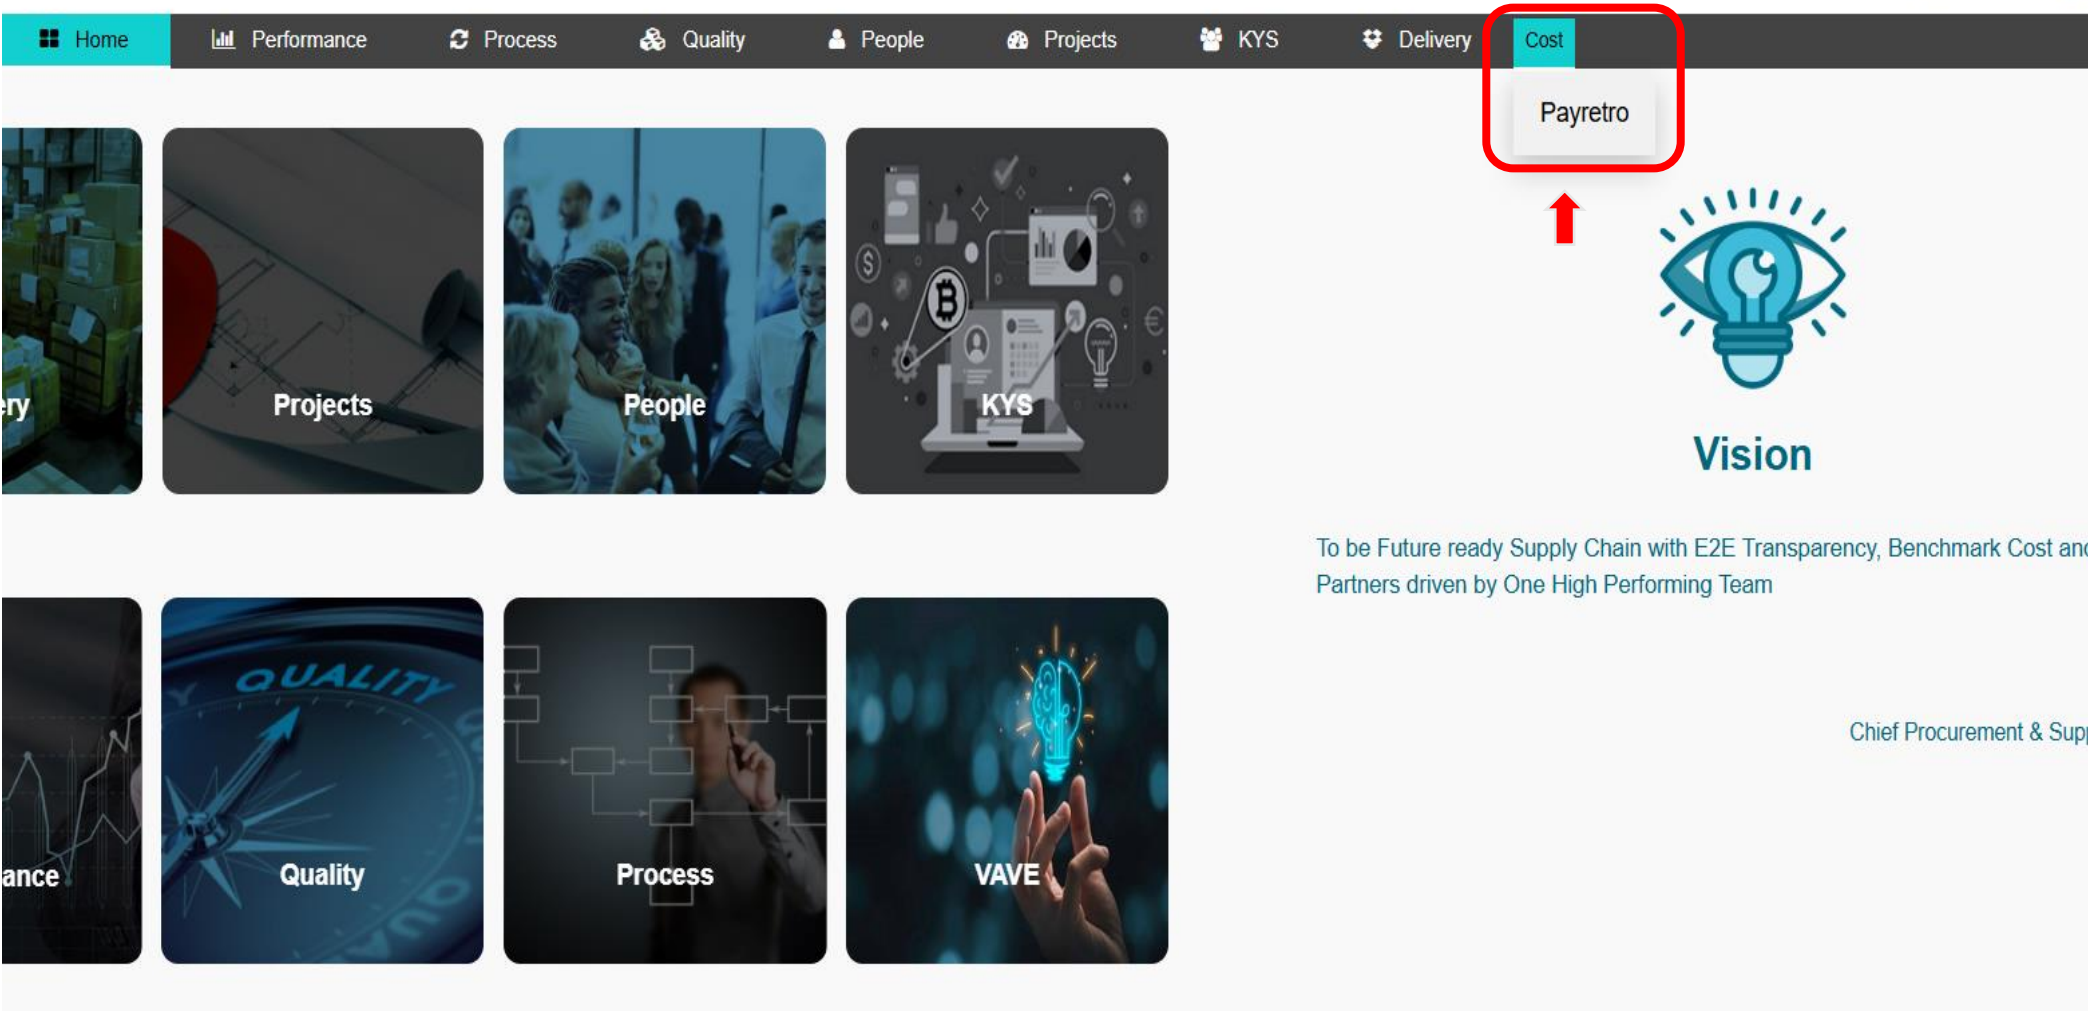 Home Performance Process Quality People Projects KYS Delivery Cost
Payretro
ery
Projects
People
KYS
Vision
To be Future ready Supply Chain with E2E Transparency, Benchmark Cost and
Partners driven by One High Performing Team
Chief Procurement & Supp
QUALITY
ance
Quality
Process
VAVE